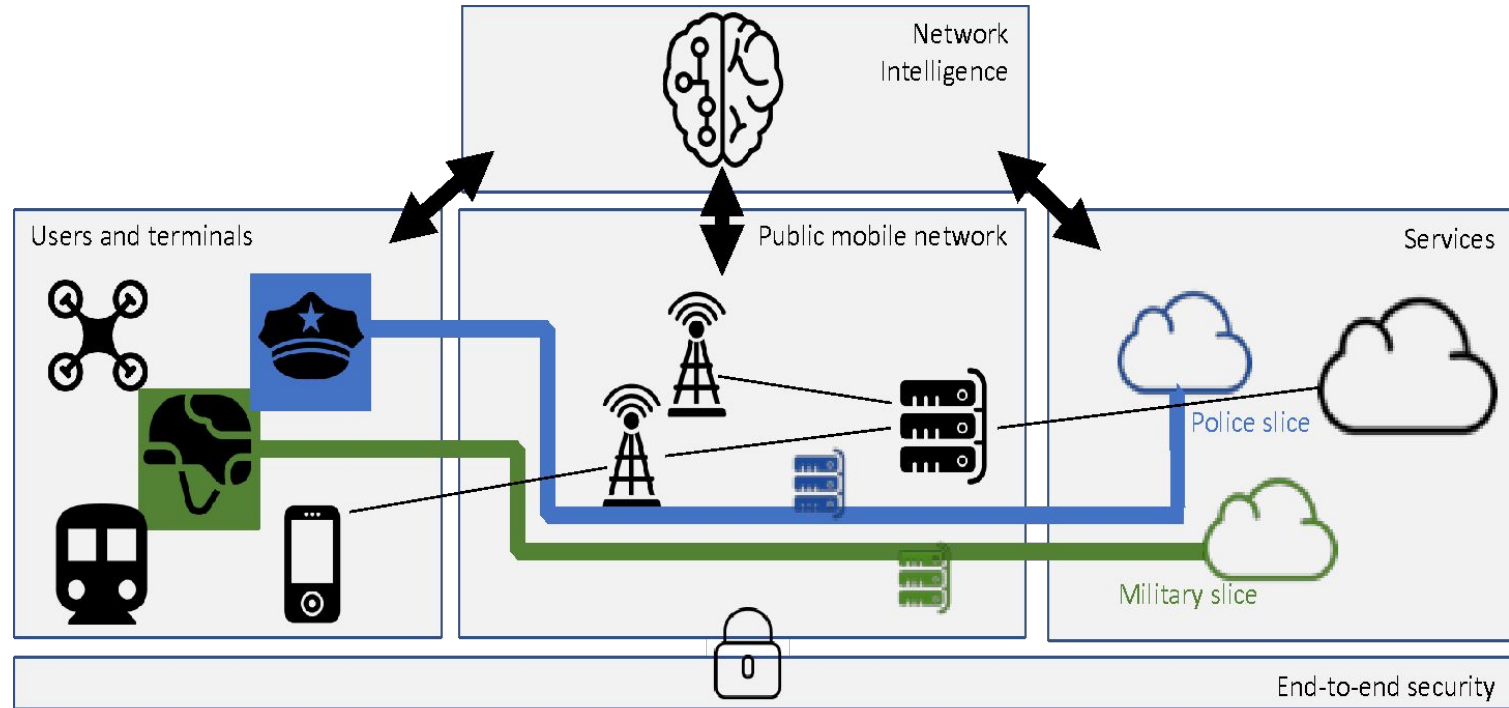 Network
Intelligence
Users and terminals
Public mobile network
Services
Police slice
Military slice
End-to-end security